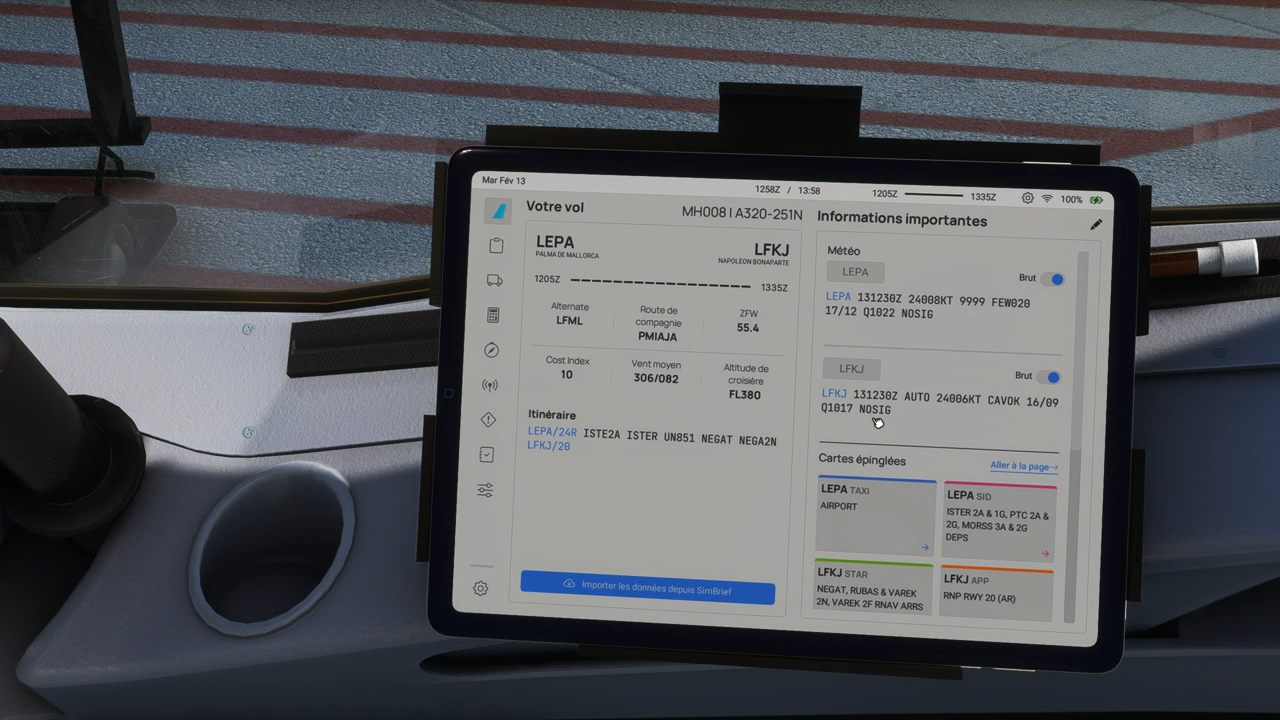 Mar Fév 13
1258Z / 13:58
1205Z 1335Z
100%
Votre vol
MH008 | A320-251N
LEPA
PALMA DE MALLORCA
LFKJ
NAPOLEON BONAPARTE
1205Z 1335Z
Alternate
LFML
Route de
compagnie
PMIAJA
ZFW
55.4
Cost Index
10
Vent moyen
306/082
Altitude de
croisière
FL380
Itinéraire
LEPA/24R ISTE2A ISTER UN851 NEGAT NEGA2N
LFKJ/20
Importer les données depuis SimBrief
Informations importantes
Météo
LEPA
Brut
LEPA 131230Z 24008KT 9999 FEW020
17/12 Q1022 NOSIG
LFKJ
Brut
LFKJ 131230Z AUTO 24006KT CAVOK 16/09
Q1017 NOSIG
Cartes épinglées
Aller à la page→
LEPA TAXI
AIRPORT
LEPA SID
ISTER 2A & 1G, PTC 2A &
2G, MORSS 3A & 2G
DEPS
LFKJ STAR
NEGAT, RUBAS & VAREK
2N, VAREK 2F RNAV ARRS
LFKJ APP
RNP RWY 20 (AR)